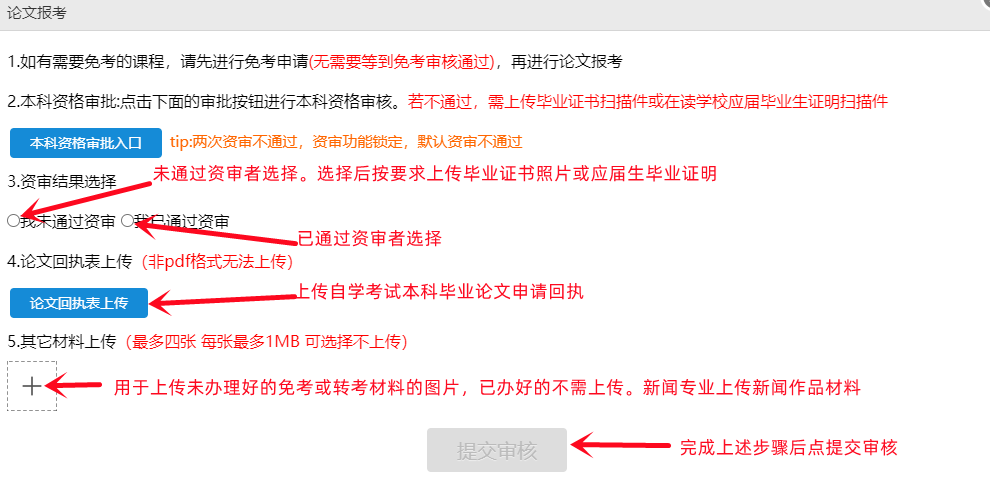 论文报考
1.如有需要免考的课程，请先进行免考申请(无需要等到免考审核通过)，再进行论文报考
2.本科资格审批:点击下面的审批按钮进行本科资格审核。若不通过，需上传毕业证书扫描件或在读学校应届毕业生证明扫描件
本科资格审批入口 tip:两次资审不通过，资审功能锁定，默认资审不通过
未通过资审者选择。选择后按要求上传毕业证书照片或应届生毕业证明
3.资审结果选择
我未通过资审 我已通过资审
已通过资审者选择
4.论文回执表上传（非pdf格式无法上传）
论文回执表上传 上传自学考试本科毕业论文申请回执
5.其它材料上传（最多四张 每张最多1MB 可选择不上传）
用于上传未办理好的免考或转考材料的图片，已办好的不需上传。新闻专业上传新闻作品材料
提交审核 完成上述步骤后点提交审核